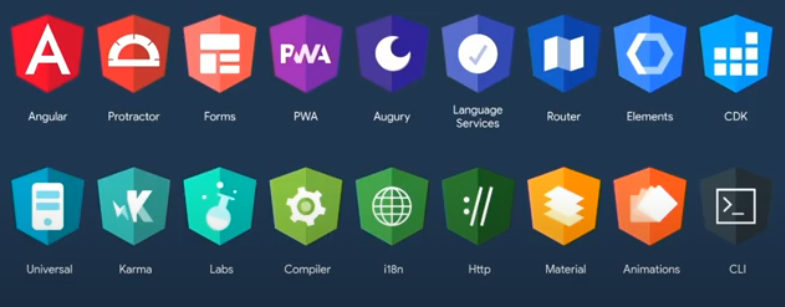 A
PWA
Angular
Protractor
Forms
PWA
Augury
Language
Services
Router
Elements
CDK
K
://
>_
Universal
Karma
Labs
Compiler
i18n
Http
Material
Animations
CLI